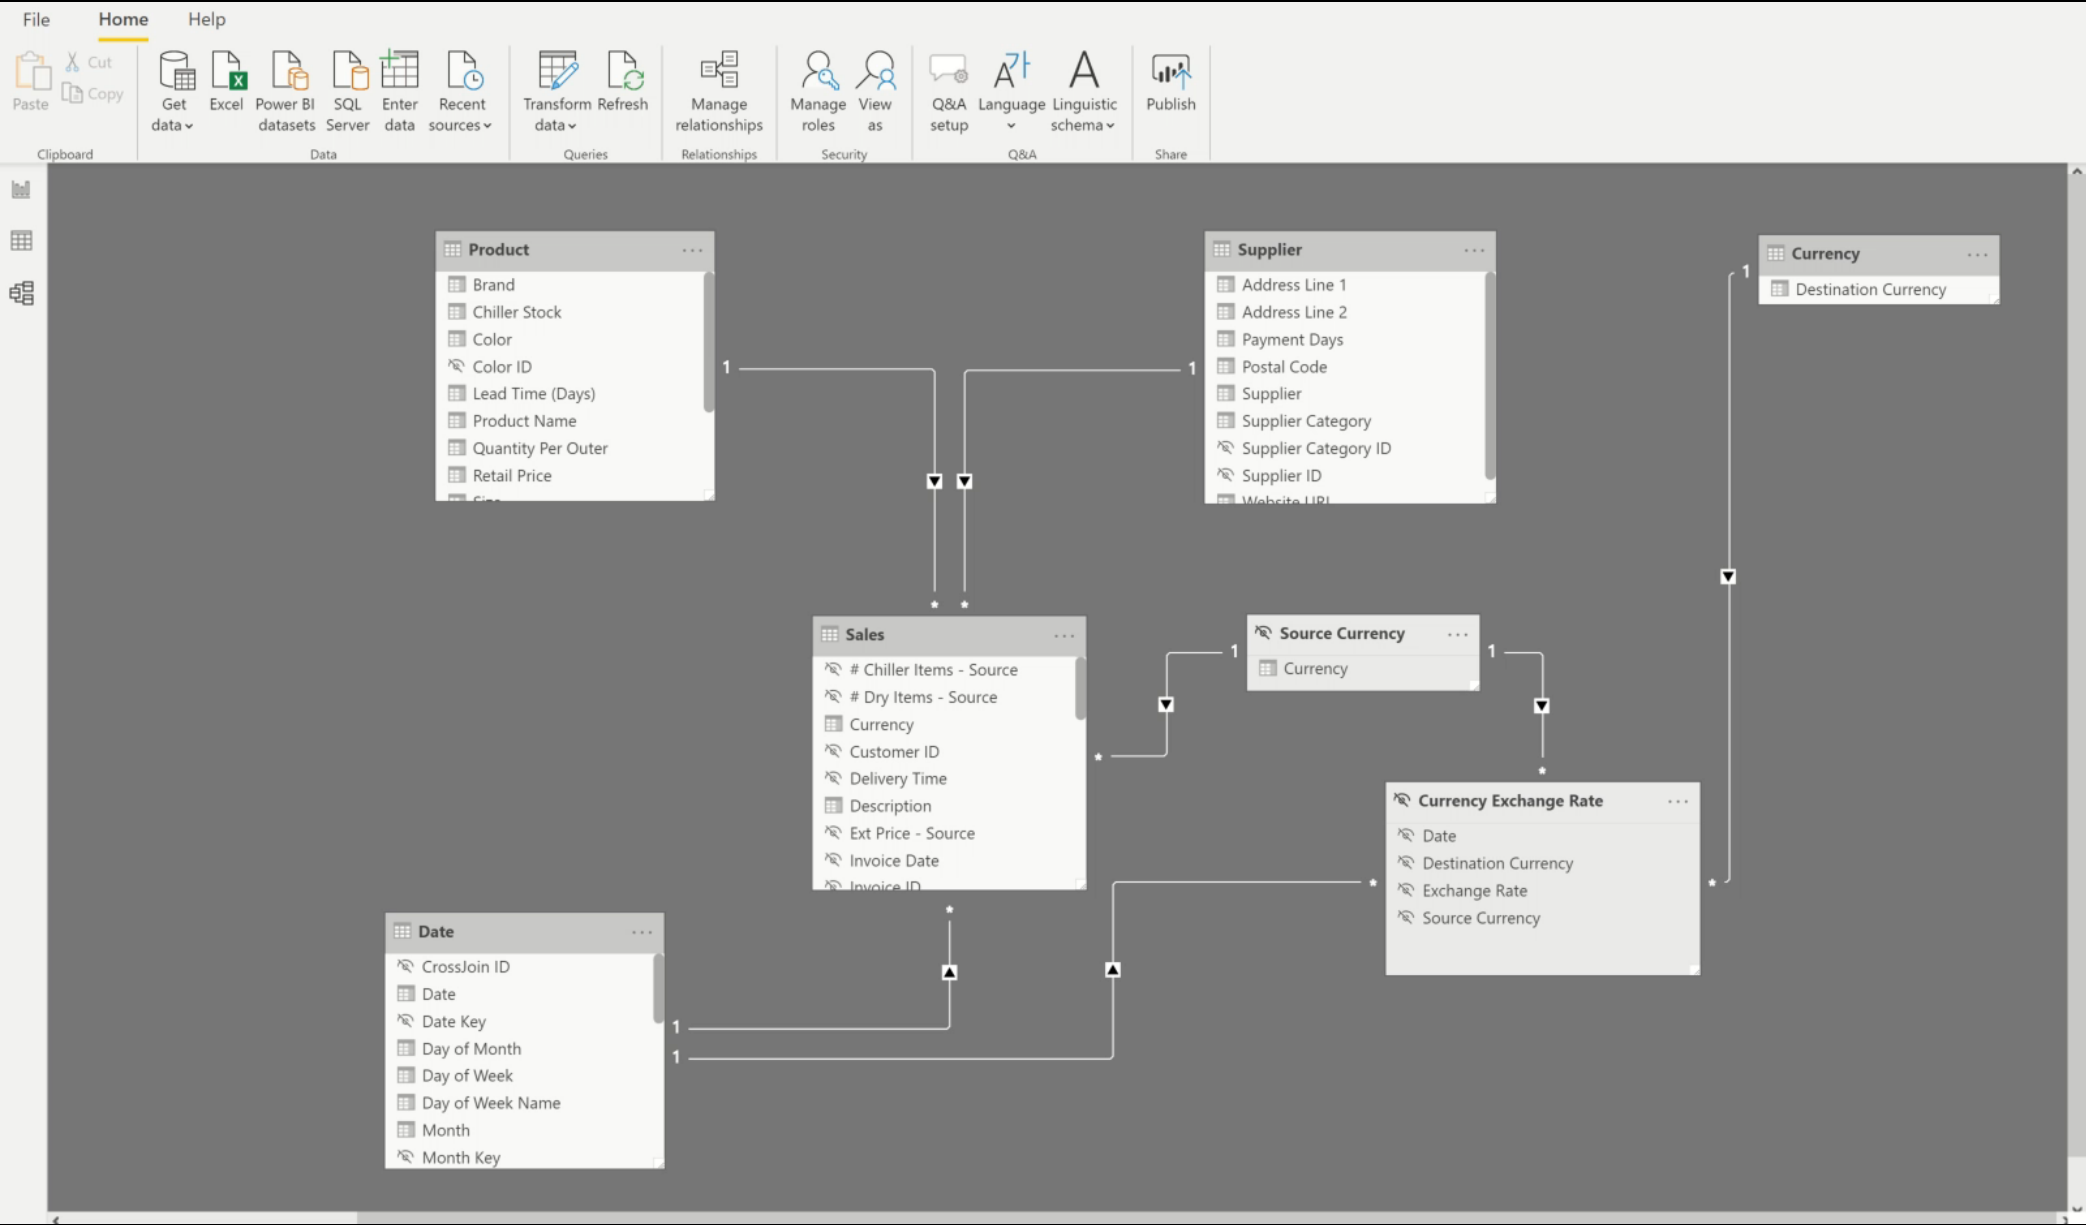 File Home Help
Paste
Cut
Copy
Get data
Excel
Power BI datasets
SQL Server
Enter data
Recent sources
Transform data
Refresh
Manage relationships
Manage roles
View as
Q&A setup
A가
Language
A
Linguistic schema
Publish
Clipboard
Data
Queries
Relationships
Security
Q&A
Share
Product
Brand
Chiller Stock
Color
Color ID
Lead Time (Days)
Product Name
Quantity Per Outer
Retail Price
Size
1
Supplier
Address Line 1
Address Line 2
Payment Days
Postal Code
Supplier
Supplier Category
Supplier Category ID
Supplier ID
Website URL
1
Currency
Destination Currency
1
*
*
Sales
# Chiller Items - Source
# Dry Items - Source
Currency
Customer ID
Delivery Time
Description
Ext Price - Source
Invoice Date
Invoice ID
*
*
Source Currency
Currency
1
1
*
Currency Exchange Rate
Date
Destination Currency
Exchange Rate
Source Currency
*
*
Date
CrossJoin ID
Date
Date Key
Day of Month
Day of Week
Day of Week Name
Month
Month Key
1
1